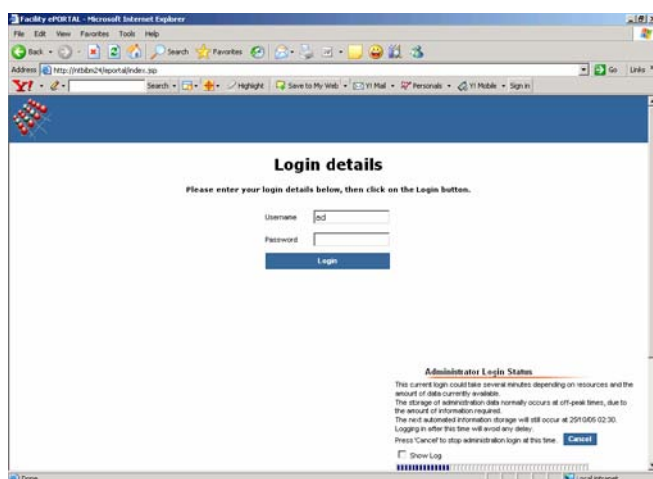 Facility ePORTAL - Microsoft Internet Explorer
File Edit View Favorites Tools Help
Back Search Favorites
Address http://ntbibm24/eportal/index.jsp Go Links
Y! Search Highlight Save to My Web Y! Mail Personals Y! Mobile Sign in
Login details
Please enter your login details below, then click on the Login button.
Username
Password
Login
Administrator Login Status
This current login could take several minutes depending on resources and the
amount of data currently available.
The storage of administration data normally occurs at off-peak times, due to
the amount of information required.
The next automated information storage will still occur at 25/10/05 02:30.
Logging in after this time will avoid any delay.
Press 'Cancel' to stop administration login at this time. Cancel
Show Log
Done Local intranet